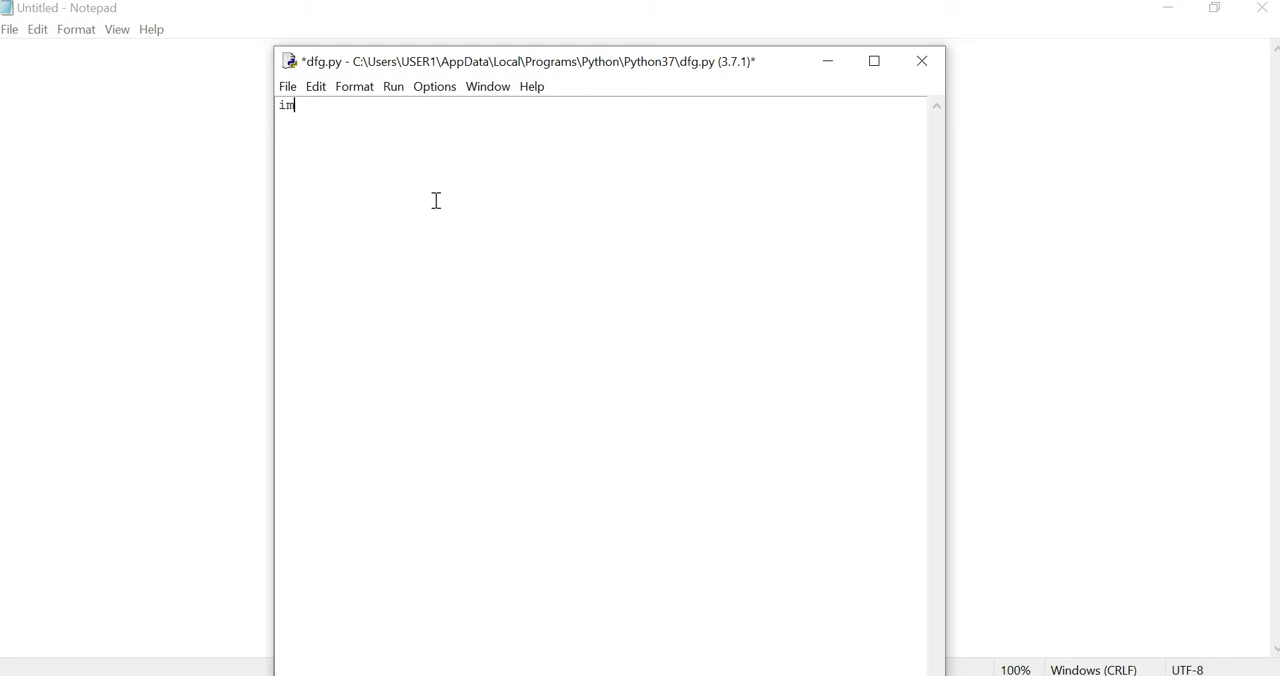 Untitled - Notepad
File Edit Format View Help
*dfg.py - C:\Users\USER1\AppData\Local\Programs\Python\Python37\dfg.py (3.7.1)*
File Edit Format Run Options Window Help
im
100% Windows (CRLF) UTF-8